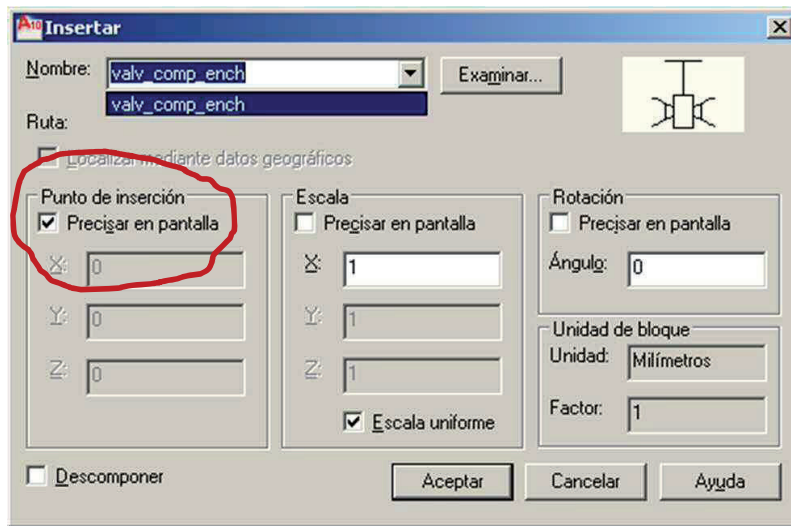 A10 Insertar
Nombre: valv_comp_ench Examinar...
valv_comp_ench
Ruta:
Localizar mediante datos geográficos
Punto de inserción
Precisar en pantalla
X: 0
Y: 0
Z: 0
Escala
Precisar en pantalla
X: 1
Y: 1
Z: 1
Escala uniforme
Rotación
Precisar en pantalla
Ángulo: 0
Unidad de bloque
Unidad: Milímetros
Factor: 1
Descomponer Aceptar Cancelar Ayuda